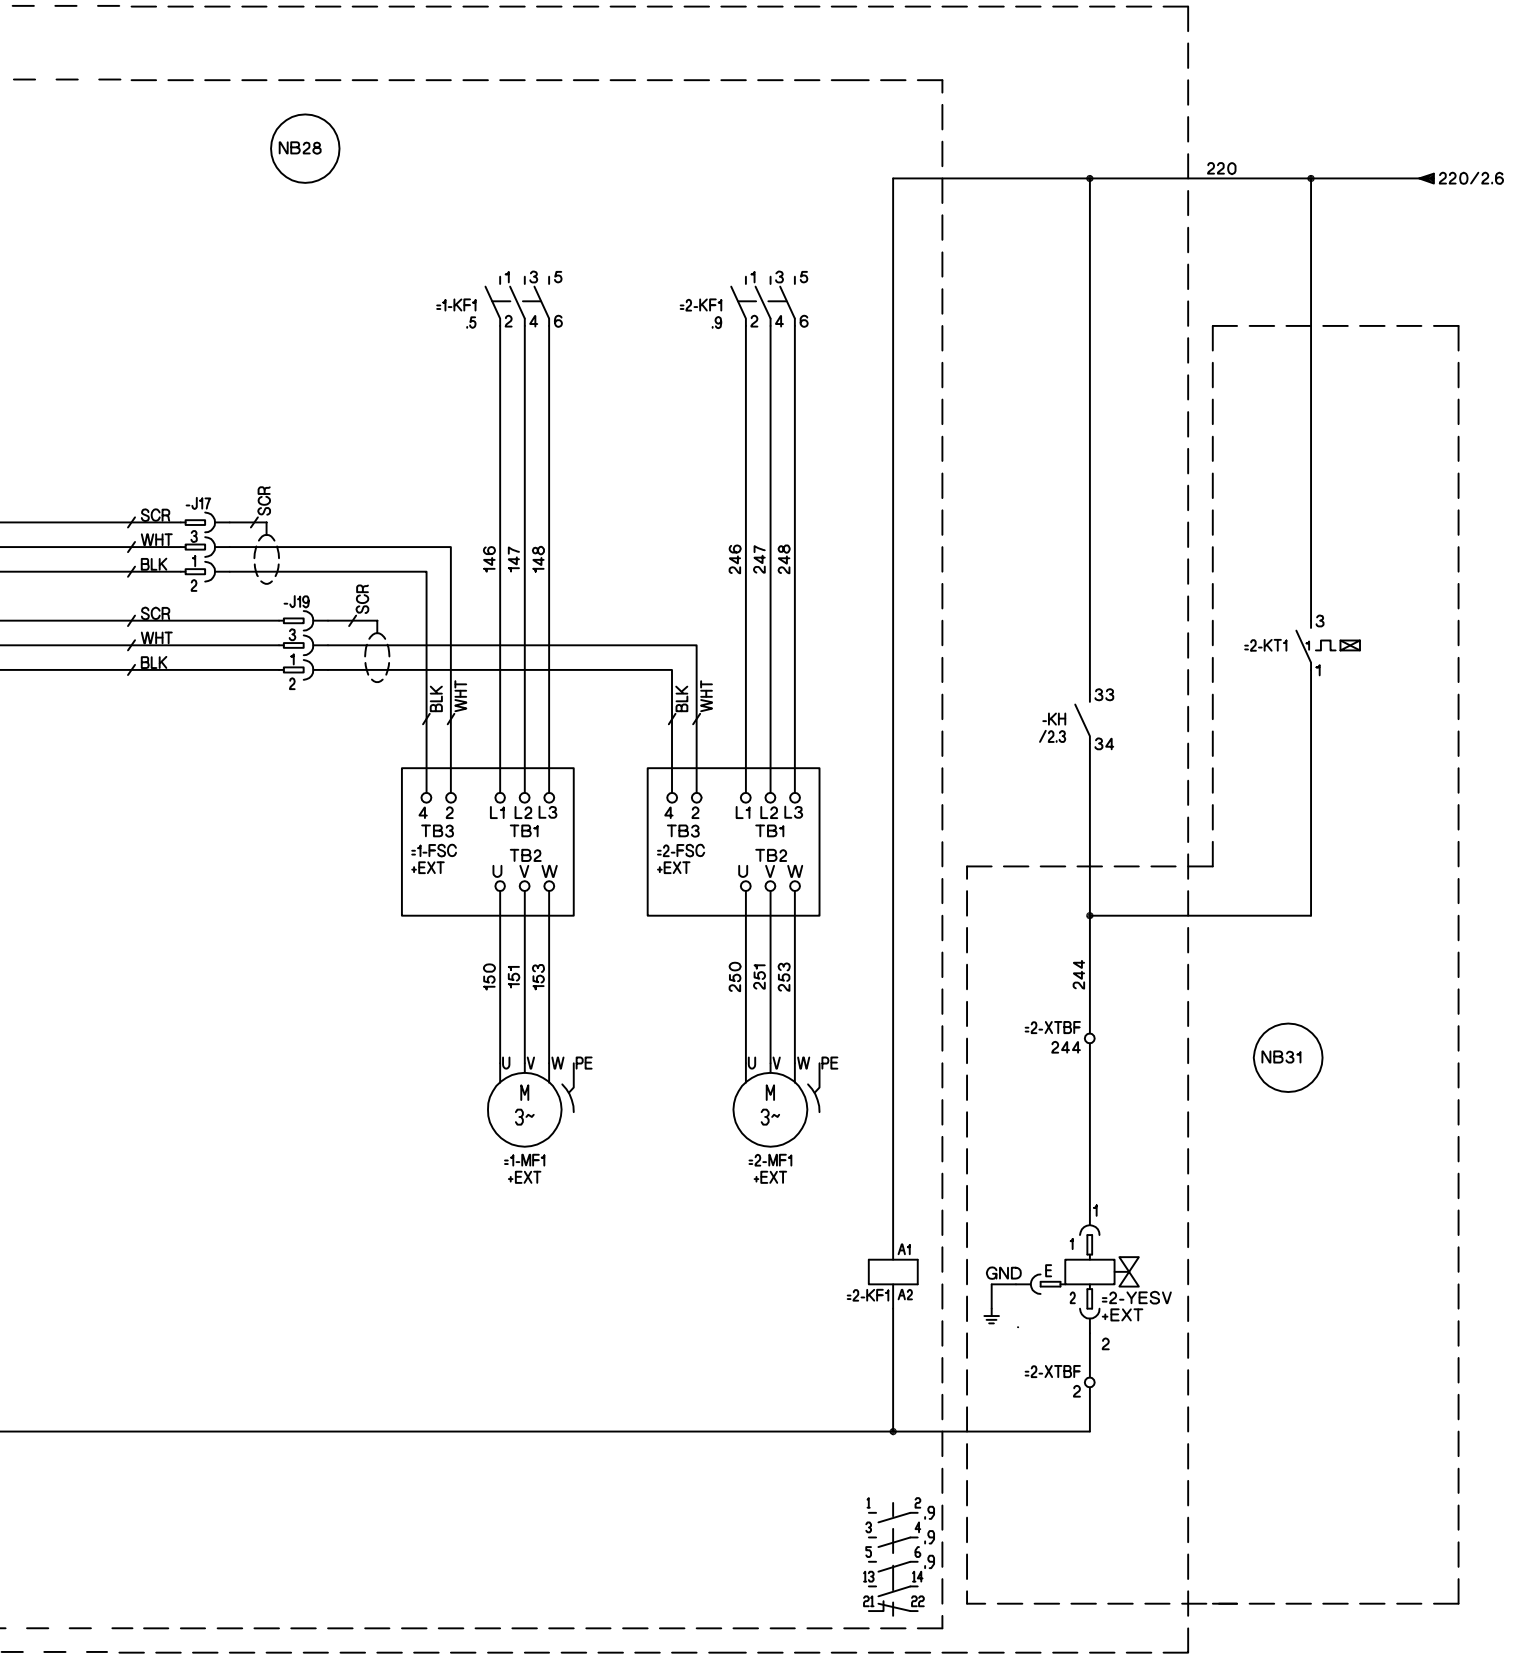 NB28
220
220/2.6
1 3 5
=1-KF1
.5
2 4 6
1 3 5
=2-KF1
.9
2 4 6
-J17
SCR
SCR
3
WHT
1
BLK
2
-J19
SCR
SCR
3
WHT
1
BLK
2
146
147
148
246
247
248
BLK
WHT
BLK
WHT
3
=2-KT1
1
1
33
-KH
/2.3
34
4 2 L1 L2 L3
TB3 TB1
=1-FSC TB2
+EXT
U V W
4 2 L1 L2 L3
TB3 TB1
=2-FSC TB2
+EXT
U V W
150
151
153
250
251
253
244
=2-XTBF
244
NB31
U V W PE
M
3~
=1-MF1
+EXT
U V W PE
M
3~
=2-MF1
+EXT
1
1
A1
GND E
=2-KF1 A2
2 =2-YESV
+EXT
2
=2-XTBF
2
1 2 .9
3 4 .9
5 6 .9
13 14
21 22